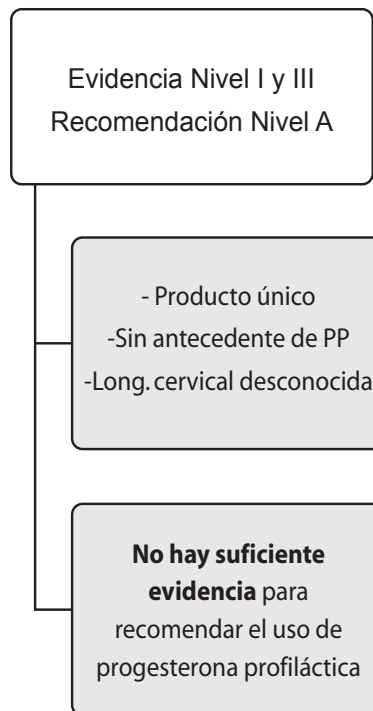 Evidencia Nivel I y III
Recomendación Nivel A
- Producto único
-Sin antecedente de PP
-Long. cervical desconocida
No hay suficiente
evidencia para
recomendar el uso de
progesterona profiláctica